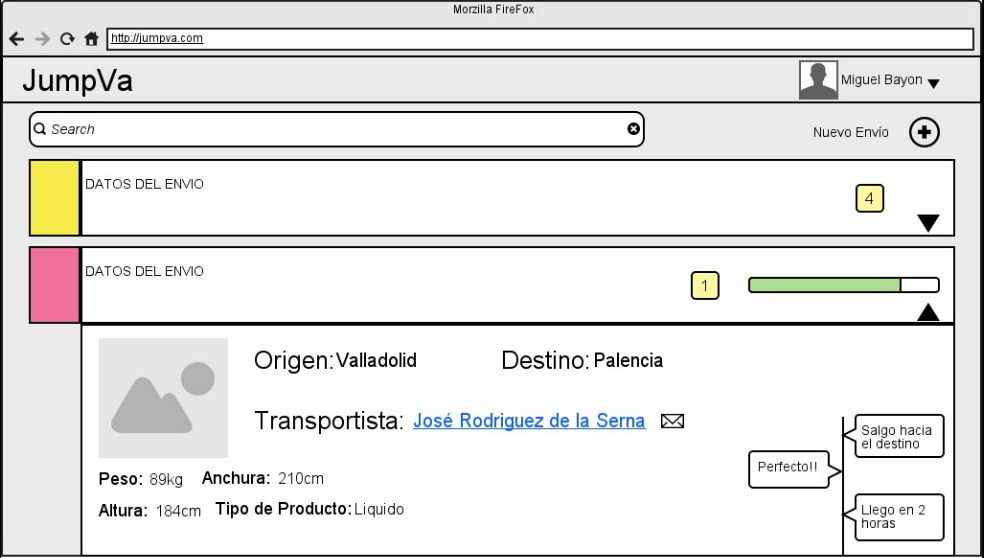 Morzilla FireFox
http://jumpva.com
JumpVa
Miguel Bayon
Search
Nuevo Envío
DATOS DEL ENVIO
4
DATOS DEL ENVIO
1
Origen: Valladolid
Destino: Palencia
Transportista: José Rodriguez de la Serna
Salgo hacia
el destino
Perfecto!!
Peso: 89kg Anchura: 210cm
Altura: 184cm Tipo de Producto: Liquido
Llego en 2
horas